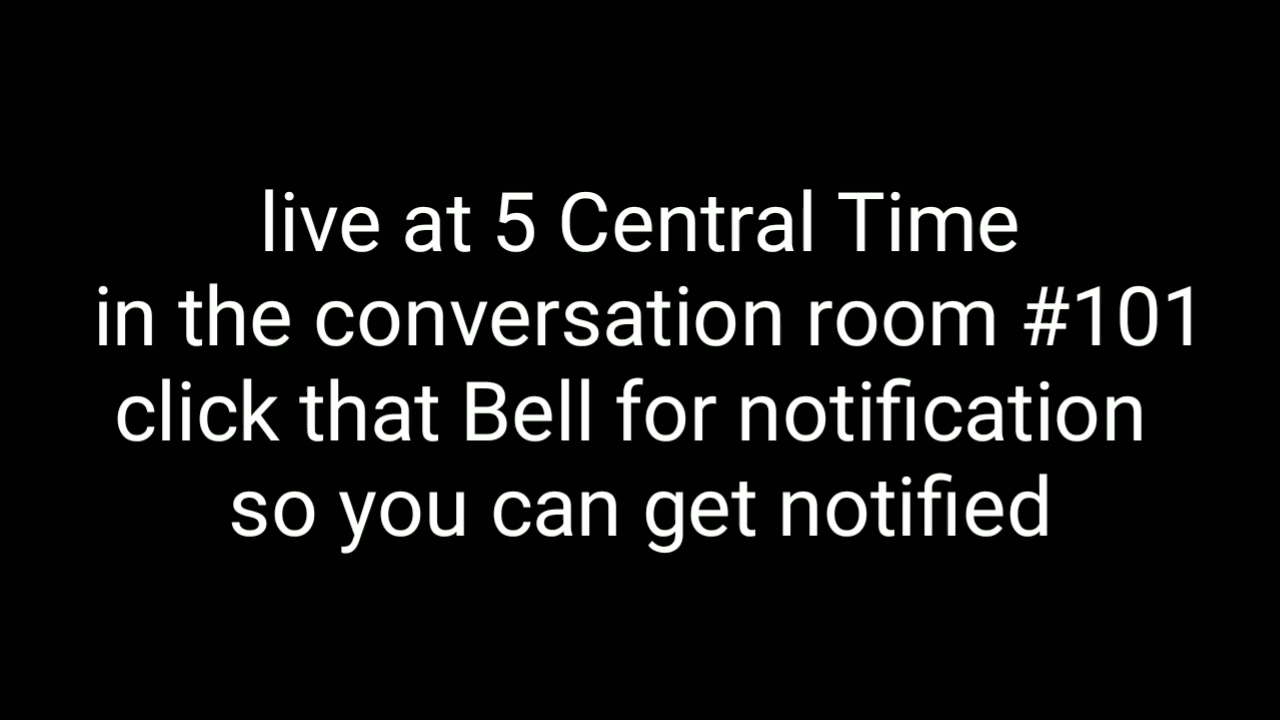 live at 5 Central Time
in the conversation room #101
click that Bell for notification
so you can get notified